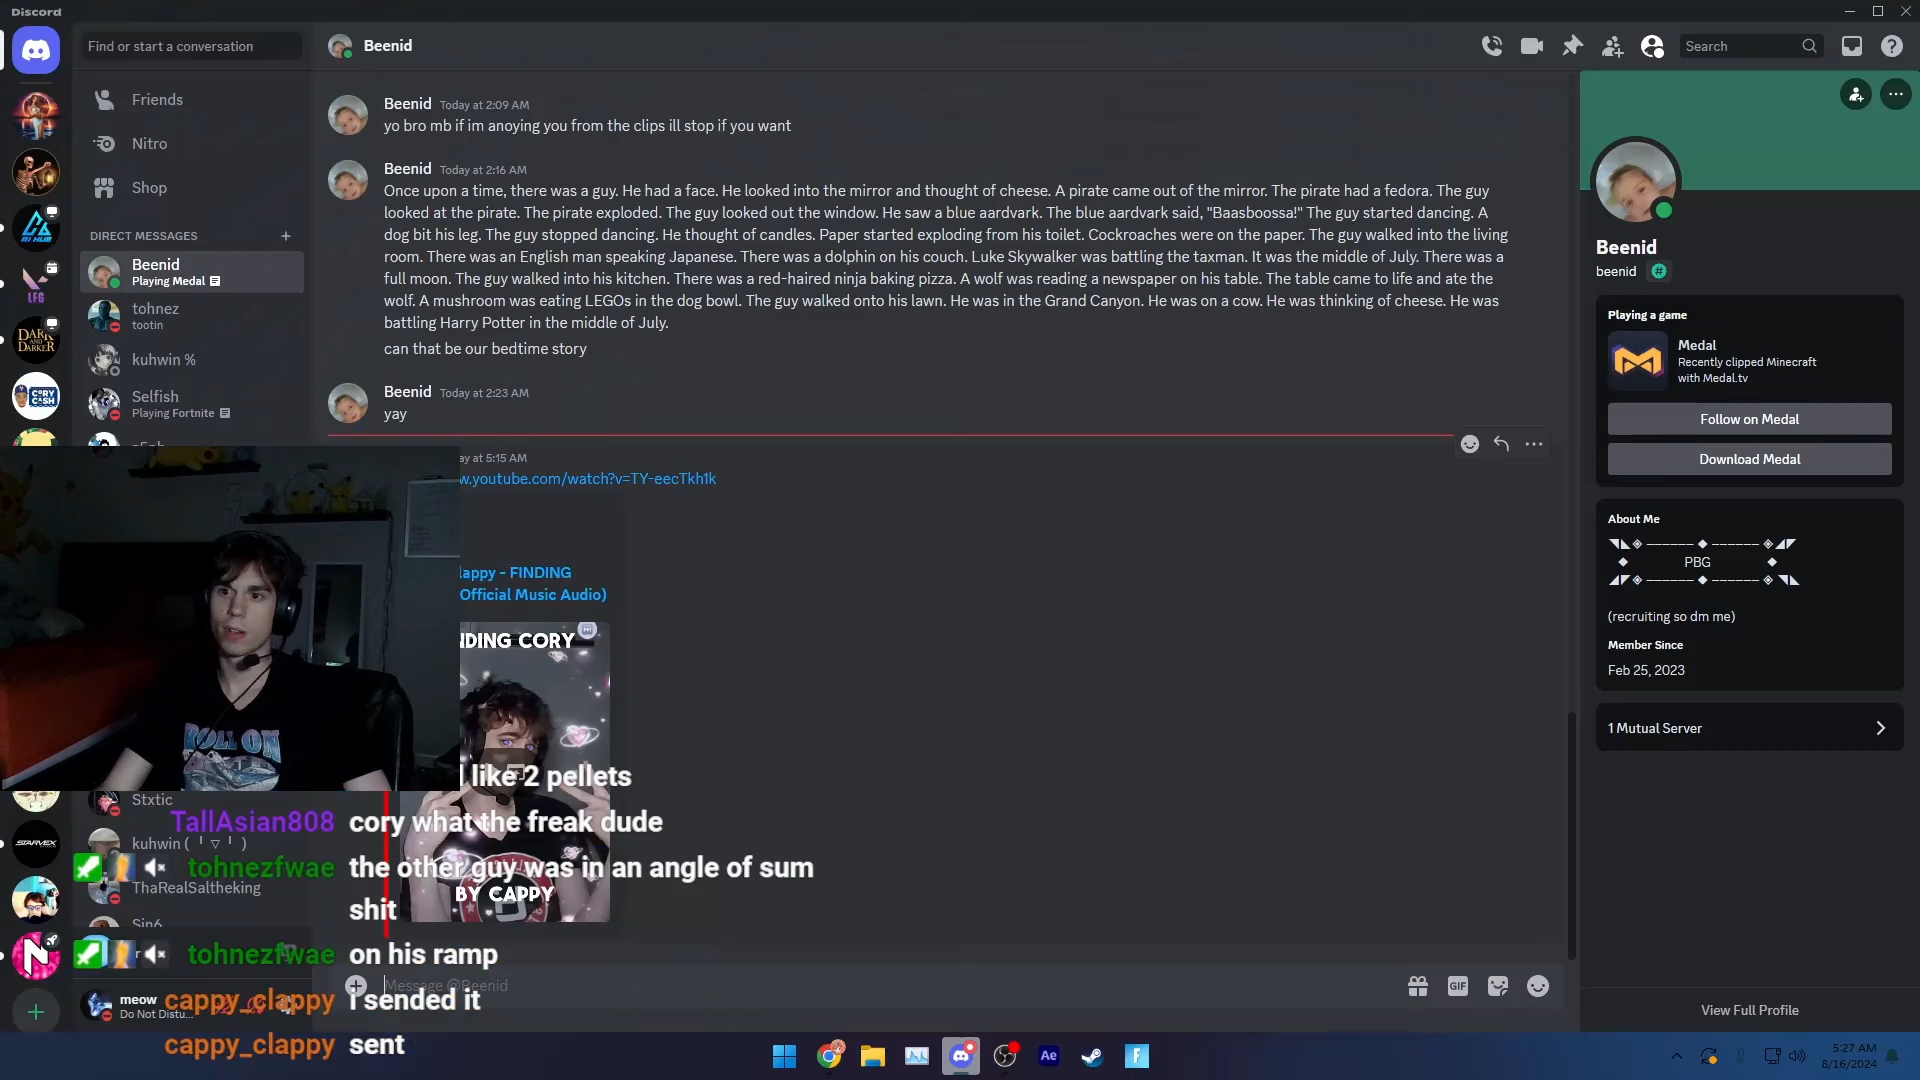 Discord
Find or start a conversation
Beenid
Search
Friends
Nitro
Shop
DIRECT MESSAGES
Beenid
Playing Medal
tohnez
tootin
kuhwin %
Selfish
Playing Fortnite
AI HUB
LFG
DARK AND DARKER
CORY CASH
Beenid Today at 2:09 AM
yo bro mb if im anoying you from the clips ill stop if you want
Beenid Today at 2:16 AM
Once upon a time, there was a guy. He had a face. He looked into the mirror and thought of cheese. A pirate came out of the mirror. The pirate had a fedora. The guy
looked at the pirate. The pirate exploded. The guy looked out the window. He saw a blue aardvark. The blue aardvark said, "Baasboossa!" The guy started dancing. A
dog bit his leg. The guy stopped dancing. He thought of candles. Paper started exploding from his toilet. Cockroaches were on the paper. The guy walked into the living
room. There was an English man speaking Japanese. There was a dolphin on his couch. Luke Skywalker was battling the taxman. It was the middle of July. There was a
full moon. The guy walked into his kitchen. There was a red-haired ninja baking pizza. A wolf was reading a newspaper on his table. The table came to life and ate the
wolf. A mushroom was eating LEGOs in the dog bowl. The guy walked onto his lawn. He was in the Grand Canyon. He was on a cow. He was thinking of cheese. He was
battling Harry Potter in the middle of July.
can that be our bedtime story
Beenid Today at 2:23 AM
yay
ay at 5:15 AM
w.youtube.com/watch?v=TY-eecTkh1k
lappy - FINDING
Official Music Audio)
NDING CORY
BY CAPPY
ROLL ON
like 2 pellets
TallAsian808 cory what the freak dude
tohnezfwae the other guy was in an angle of sum
shit
tohnezfwae on his ramp
cappy_clappy i sended it
cappy_clappy sent
Stxtic
kuhwin ( ╹▽╹ )
ThaRealSaltheking
Sin6
STARVEX
N
meow
Do Not Distu...
Message @Beenid
GIF
Beenid
beenid
Playing a game
Medal
Recently clipped Minecraft
with Medal.tv
Follow on Medal
Download Medal
About Me
PBG
(recruiting so dm me)
Member Since
Feb 25, 2023
1 Mutual Server
View Full Profile
Ae
F
5:27 AM
8/16/2024